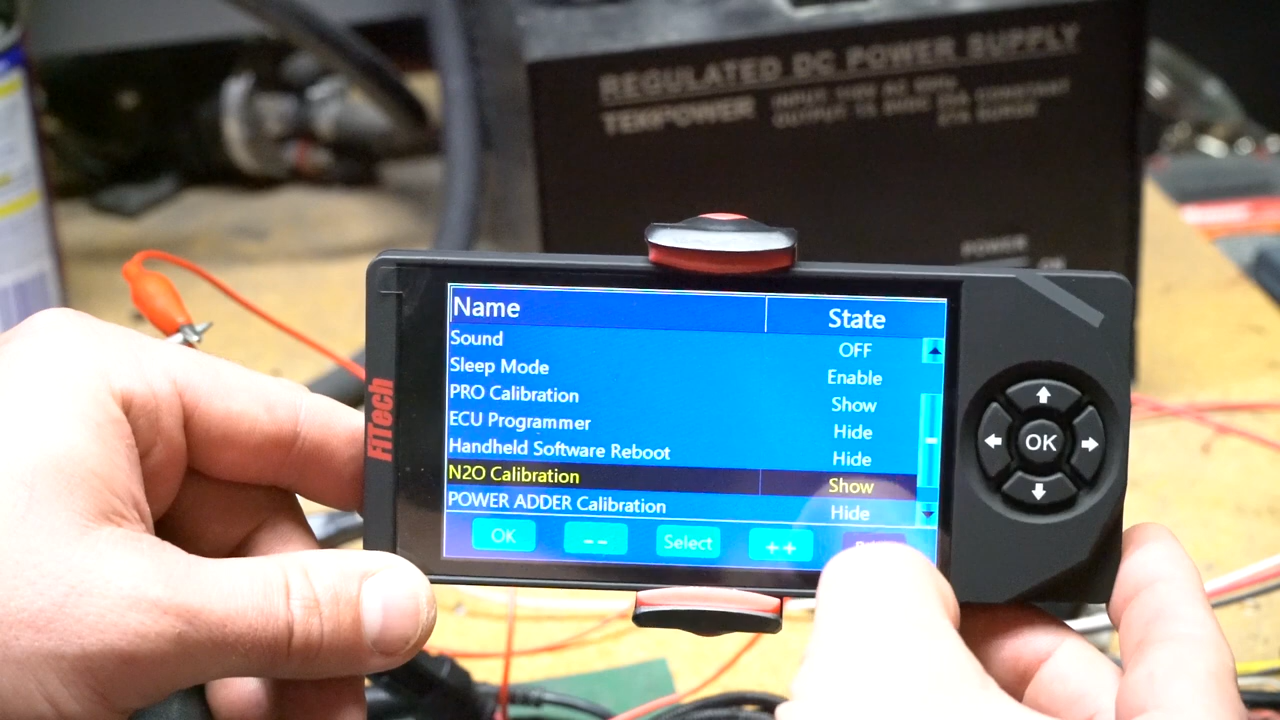 REGULATED DC POWER SUPPLY
TEKPOWER
POWER
FiTech
Name State
Sound OFF
Sleep Mode Enable
PRO Calibration Show
ECU Programmer Hide
Handheld Software Reboot Hide
N2O Calibration Show
POWER ADDER Calibration Hide
OK -- Select ++
OK